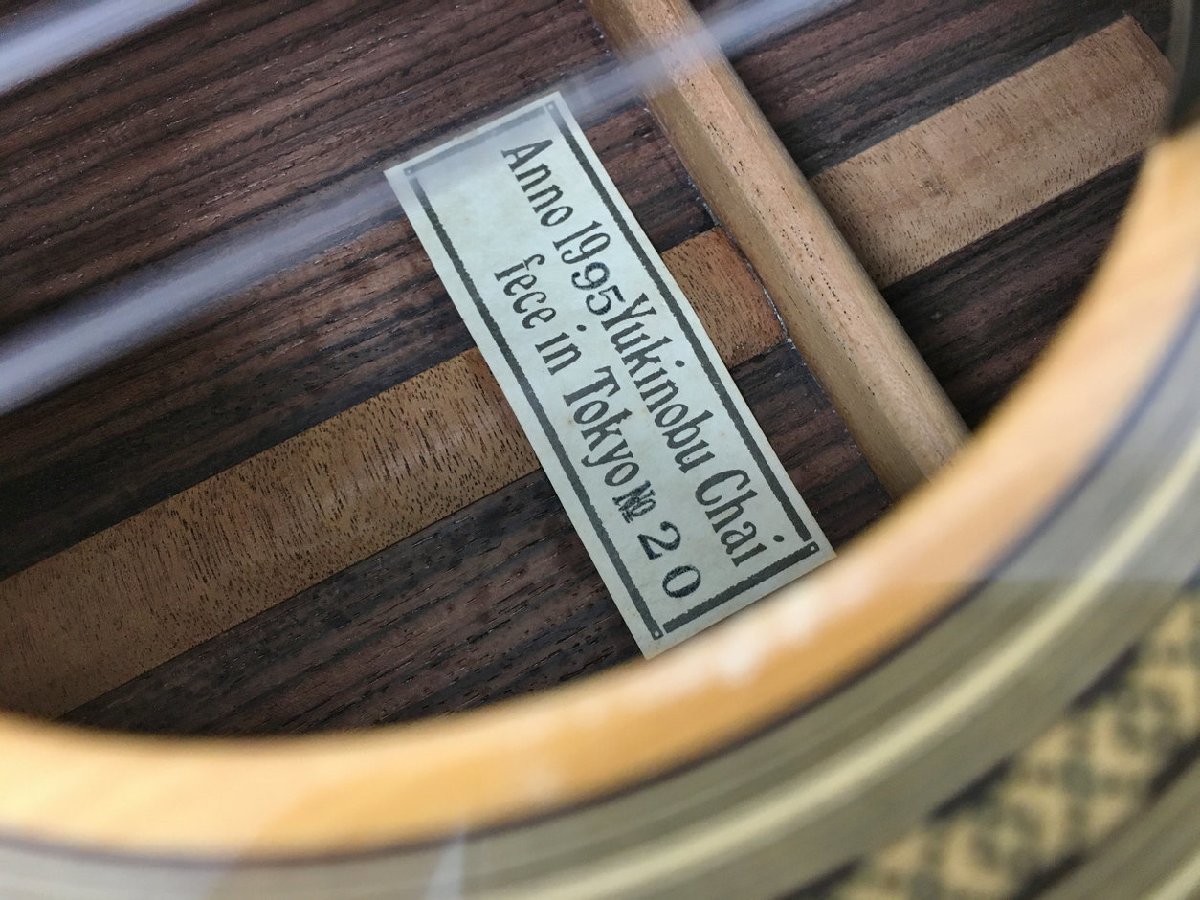 Anno 1995 Yukinobu Chai
fece in Tokyo № 20